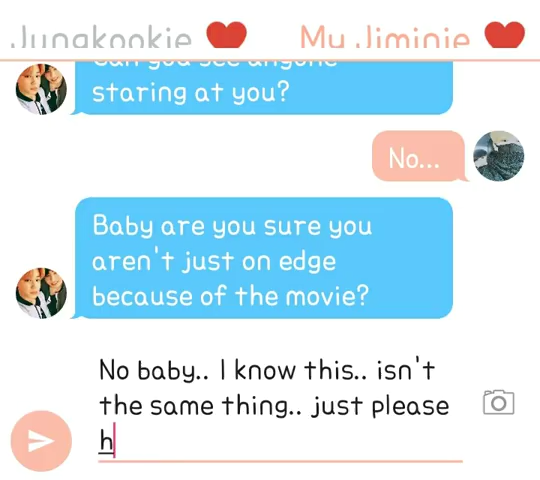 Jungkookie My Jiminie
Can you see anyone
staring at you?
No...
Baby are you sure you
aren't just on edge
because of the movie?
No baby.. I know this.. isn't
the same thing.. just please
h